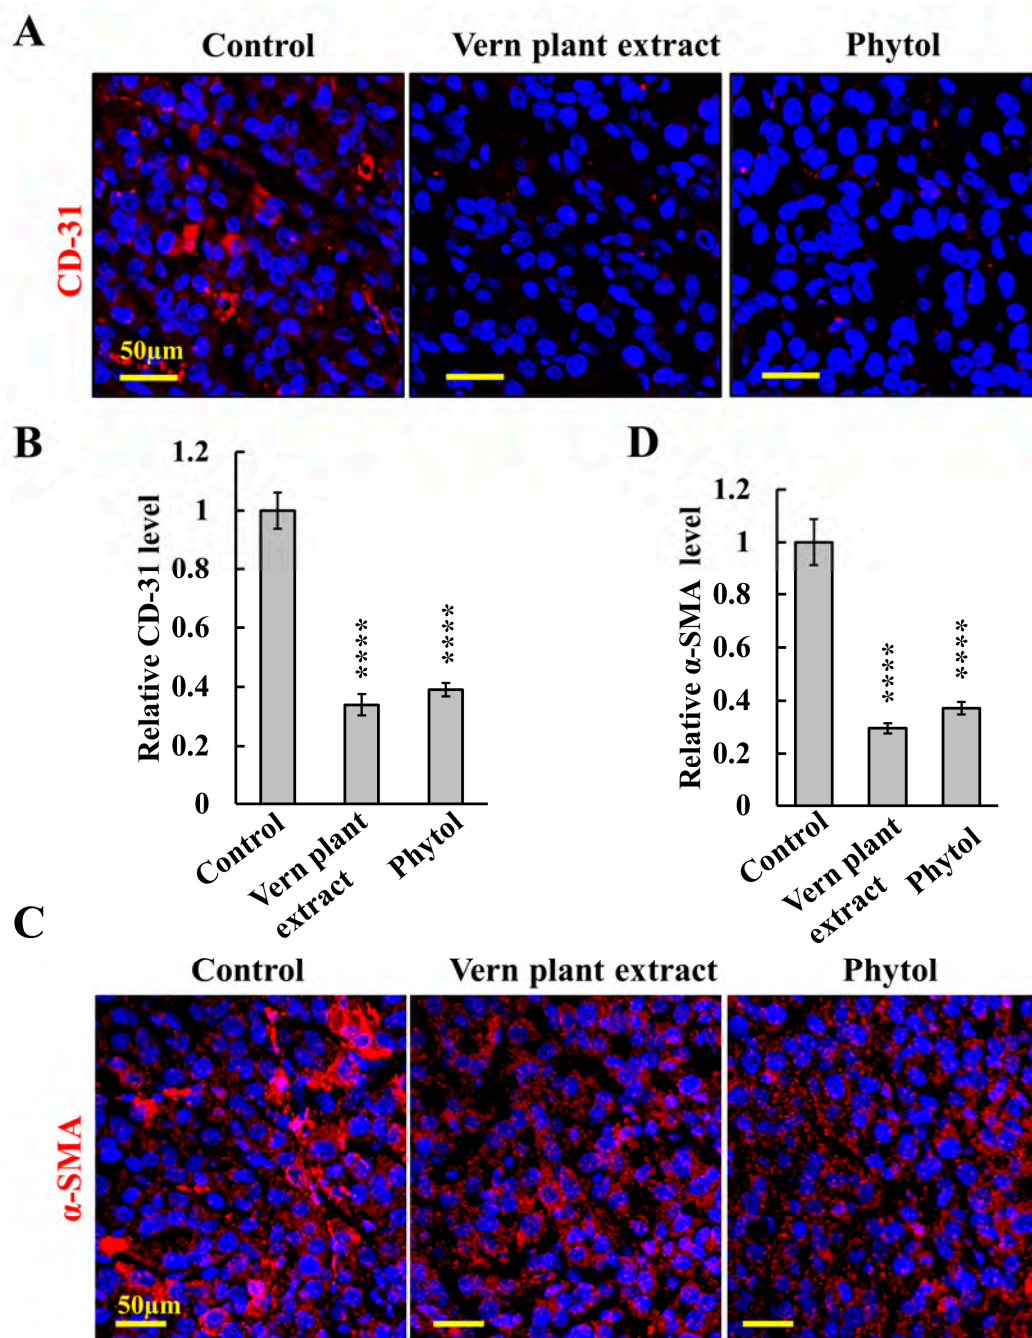 A
Control
Vern plant extract
Phytol
CD-31
50μm
B
Relative CD-31 level
1.2
1
0.8
0.6
0.4
0.2
0
****
****
Control
Vern plant
extract
Phytol
D
Relative α-SMA level
1.2
1
0.8
0.6
0.4
0.2
0
****
****
Control
Vern plant
extract
Phytol
C
Control
Vern plant extract
Phytol
α-SMA
50μm